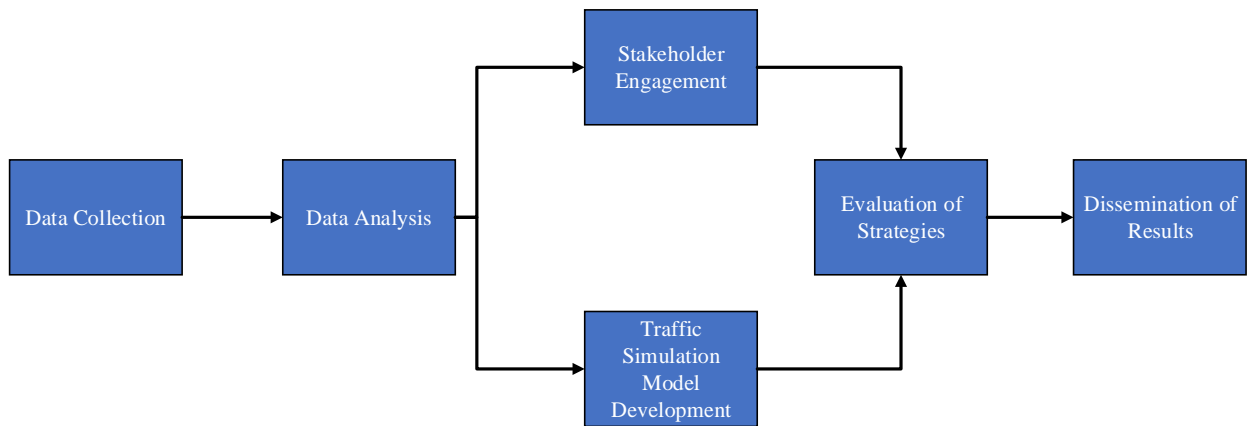 Data Collection
Data Analysis
Stakeholder
Engagement
Traffic
Simulation
Model
Development
Evaluation of
Strategies
Dissemination of
Results